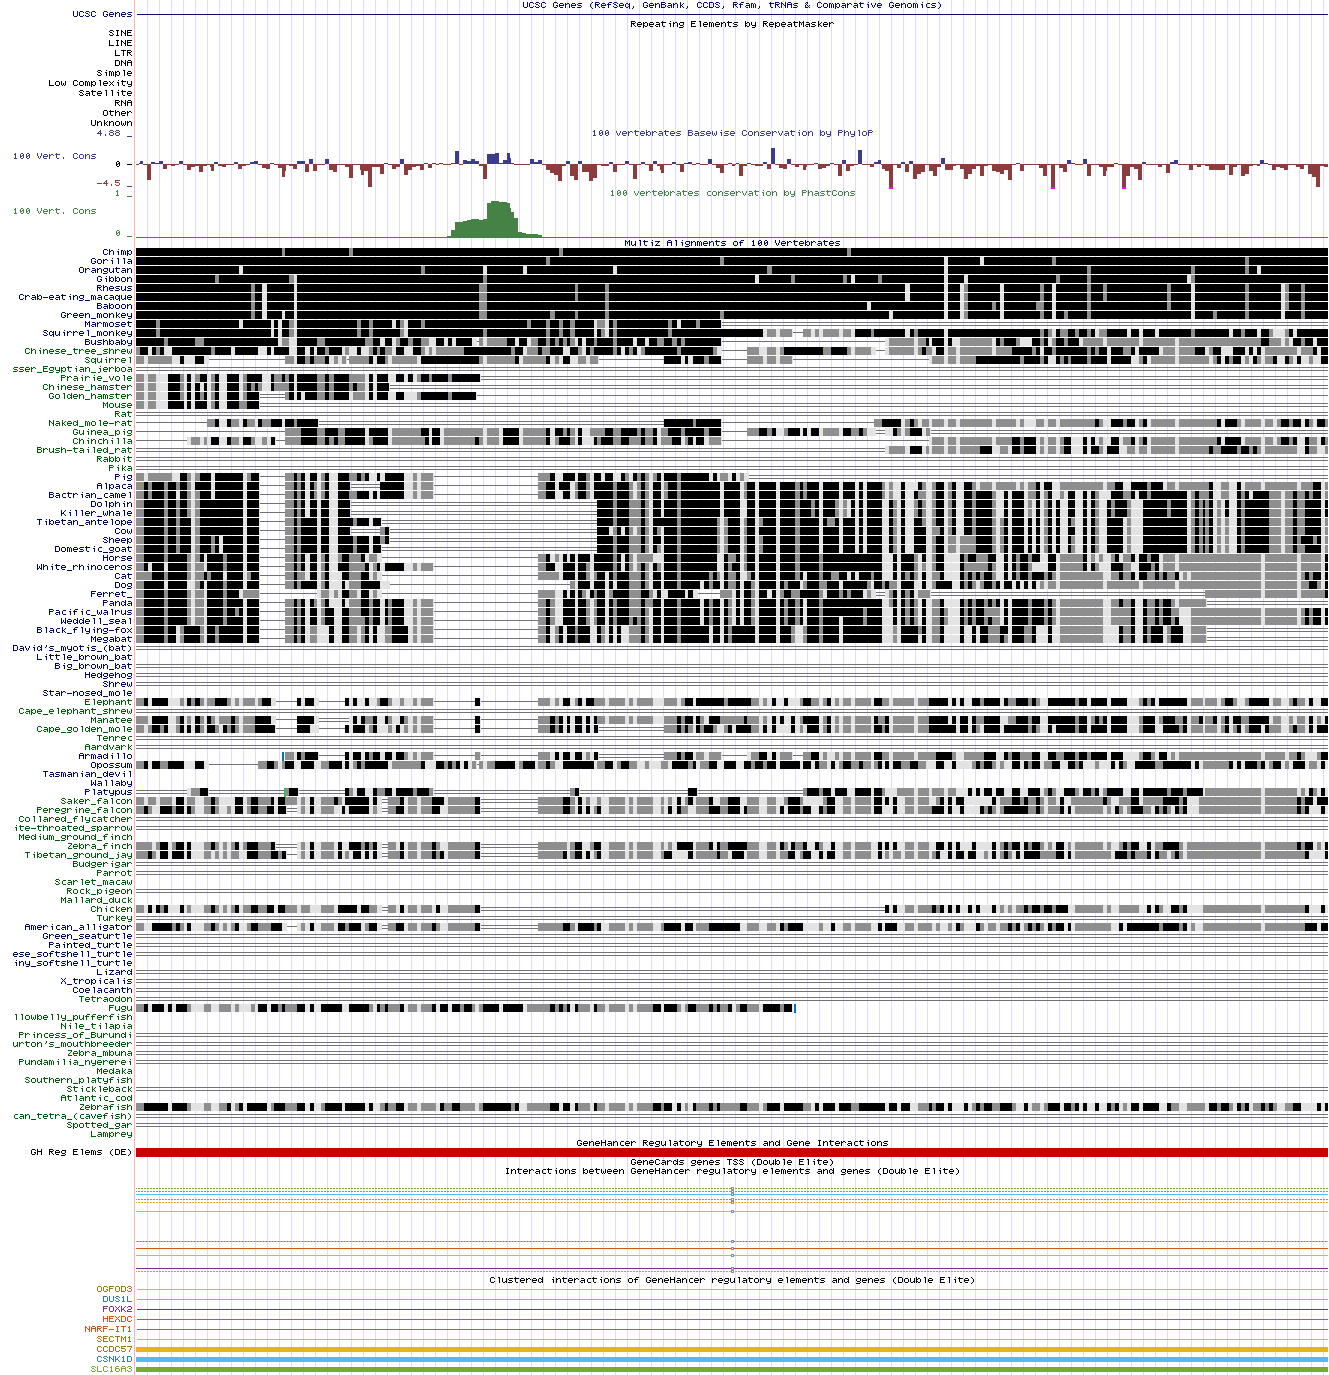 UCSC Genes (RefSeq, GenBank, CCDS, Rfam, tRNAs & Comparative Genomics)
UCSC Genes
Repeating Elements by RepeatMasker
SINE
LINE
LTR
DNA
Simple
Low Complexity
Satellite
RNA
Other
Unknown
4.88 _
100 vertebrates Basewise Conservation by PhyloP
100 Vert. Cons
0 -
-4.5 _
1 _
100 vertebrates conservation by PhastCons
100 Vert. Cons
0 _
Multiz Alignments of 100 Vertebrates
Chimp
Gorilla
Orangutan
Gibbon
Rhesus
Crab-eating_macaque
Baboon
Green_monkey
Marmoset
Squirrel_monkey
Bushbaby
Chinese_tree_shrew
Squirrel
sser_Egyptian_jerboa
Prairie_vole
Chinese_hamster
Golden_hamster
Mouse
Rat
Naked_mole-rat
Guinea_pig
Chinchilla
Brush-tailed_rat
Rabbit
Pika
Pig
Alpaca
Bactrian_camel
Dolphin
Killer_whale
Tibetan_antelope
Cow
Sheep
Domestic_goat
Horse
White_rhinoceros
Cat
Dog
Ferret_
Panda
Pacific_walrus
Weddell_seal
Black_flying-fox
Megabat
David's_myotis_(bat)
Little_brown_bat
Big_brown_bat
Hedgehog
Shrew
Star-nosed_mole
Elephant
Cape_elephant_shrew
Manatee
Cape_golden_mole
Tenrec
Aardvark
Armadillo
Opossum
Tasmanian_devil
Wallaby
Platypus
Saker_falcon
Peregrine_falcon
Collared_flycatcher
ite-throated_sparrow
Medium_ground_finch
Zebra_finch
Tibetan_ground_jay
Budgerigar
Parrot
Scarlet_macaw
Rock_pigeon
Mallard_duck
Chicken
Turkey
American_alligator
Green_seaturtle
Painted_turtle
ese_softshell_turtle
iny_softshell_turtle
Lizard
X_tropicalis
Coelacanth
Tetraodon
Fugu
llowbelly_pufferfish
Nile_tilapia
Princess_of_Burundi
urton's_mouthbreeder
Zebra_mbuna
Pundamilia_nyererei
Medaka
Southern_platyfish
Stickleback
Atlantic_cod
Zebrafish
can_tetra_(cavefish)
Spotted_gar
Lamprey
GeneHancer Regulatory Elements and Gene Interactions
GH Reg Elems (DE)
GeneCards genes TSS (Double Elite)
Interactions between GeneHancer regulatory elements and genes (Double Elite)
Clustered interactions of GeneHancer regulatory elements and genes (Double Elite)
OGFOD3
DUS1L
FOXK2
HEXDC
NARF-IT1
SECTM1
CCDC57
CSNK1D
SLC16A3